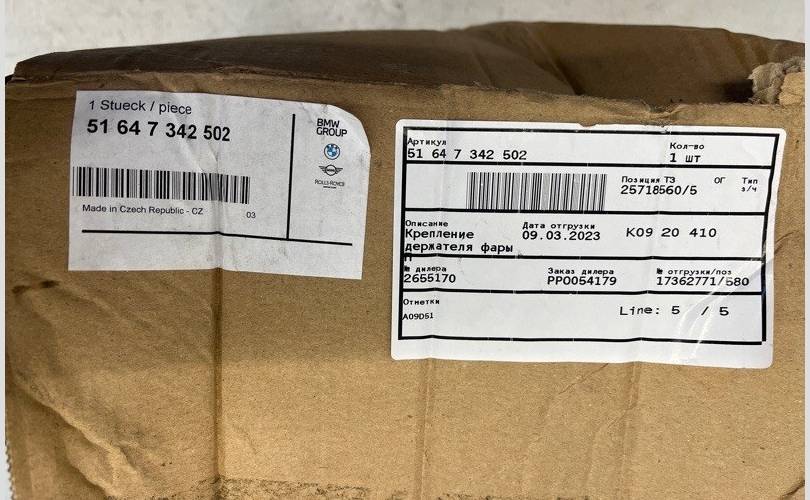 1 Stueck / piece
51 64 7 342 502
BMW
GROUP
ROLLS-ROYCE
Made in Czech Republic - CZ 03
Артикул Кол-во
51 64 7 342 502 1 шт
Позиция ТЗ ОГ Тип
25718560/5 з/ч
Описание Дата отгрузки
Крепление 09.03.2023 K09 20 410
держателя фары
П
№ дилера Заказ дилера № отгрузки/поз
2655170 PPO054179 17362771/580
Отметки
A09D51 Line: 5 / 5